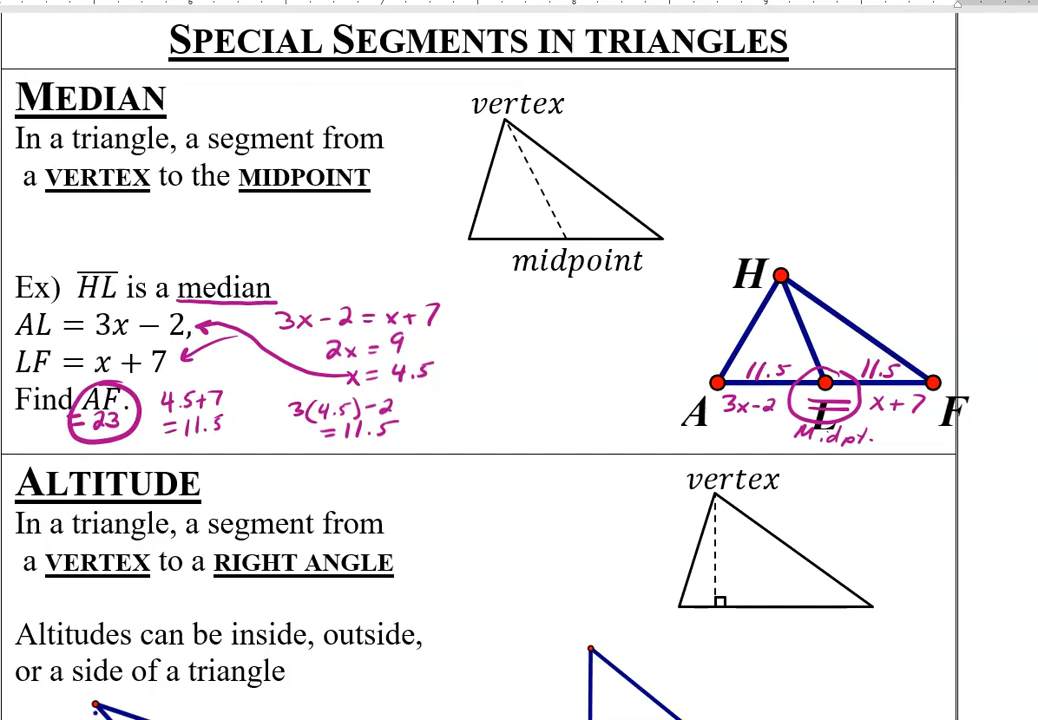 SPECIAL SEGMENTS IN TRIANGLES
MEDIAN
In a triangle, a segment from
a VERTEX to the MIDPOINT
vertex
midpoint
Ex) HL is a median
AL = 3x − 2,
LF = x + 7
Find AF.
= 23
3x-2 = x+7
2x = 9
x = 4.5
4.5+7
= 11.5
3(4.5)-2
= 11.5
H
11.5 11.5
A 3x-2 L x+7 F
Midpt.
ALTITUDE
In a triangle, a segment from
a VERTEX to a RIGHT ANGLE
vertex
Altitudes can be inside, outside,
or a side of a triangle